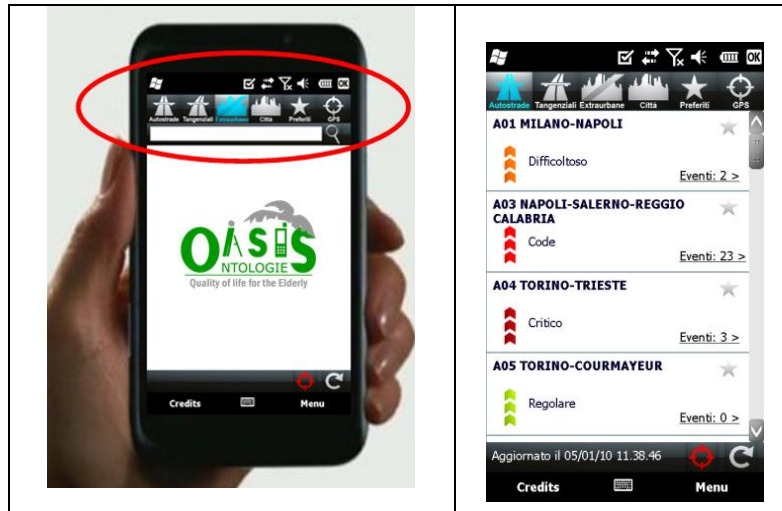 OK
Autostrade Tangenziali Extraurbane Città Preferiti GPS
OASIS
NTOLOGIE
Quality of life for the Elderly
Credits Menu
OK
Autostrade Tangenziali Extraurbane Città Preferiti GPS
A01 MILANO-NAPOLI
Difficoltoso
Eventi: 2 >
A03 NAPOLI-SALERNO-REGGIO
CALABRIA
Code
Eventi: 23 >
A04 TORINO-TRIESTE
Critico
Eventi: 3 >
A05 TORINO-COURMAYEUR
Regolare
Eventi: 0 >
Aggiornato il 05/01/10 11.38.46
Credits Menu